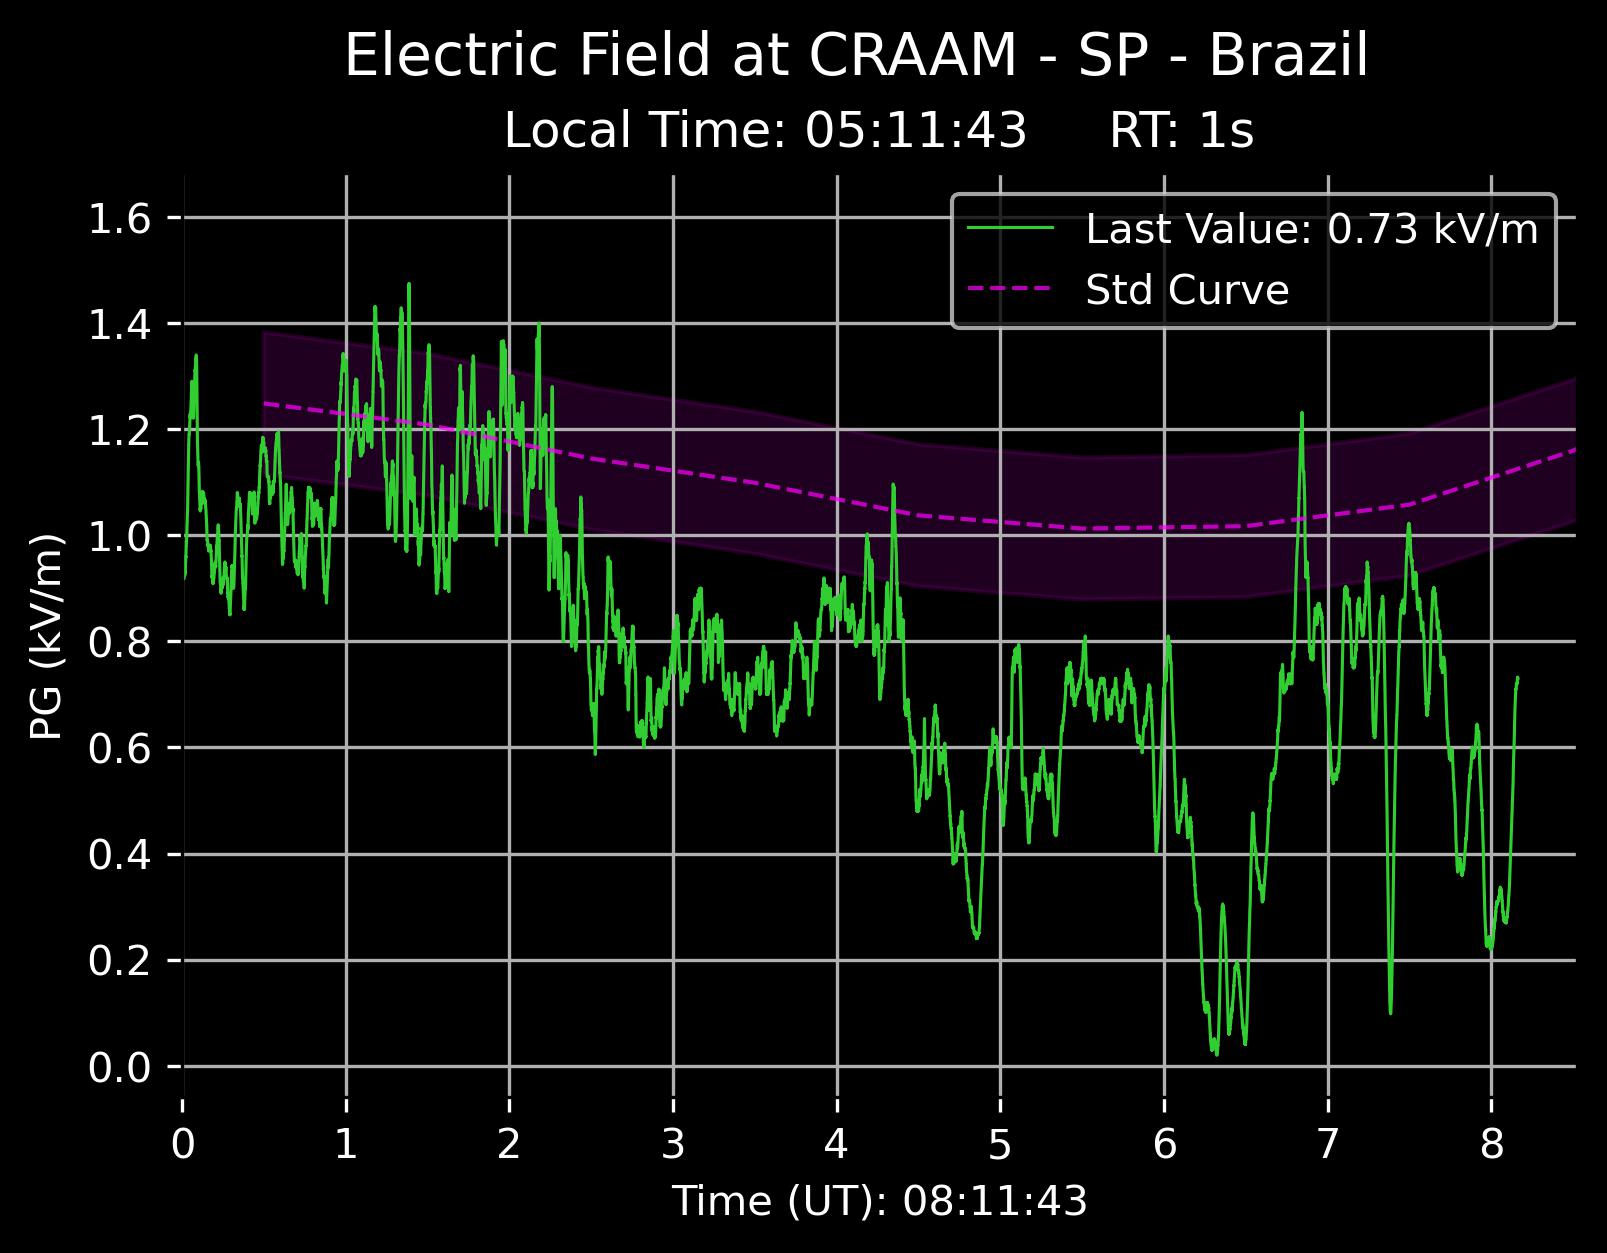 Electric Field at CRAAM - SP - Brazil
Local Time: 05:11:43 RT: 1s
Last Value: 0.73 kV/m
Std Curve
1.6
1.4
1.2
1.0
0.8
0.6
0.4
0.2
0.0
PG (kV/m)
0 1 2 3 4 5 6 7 8
Time (UT): 08:11:43